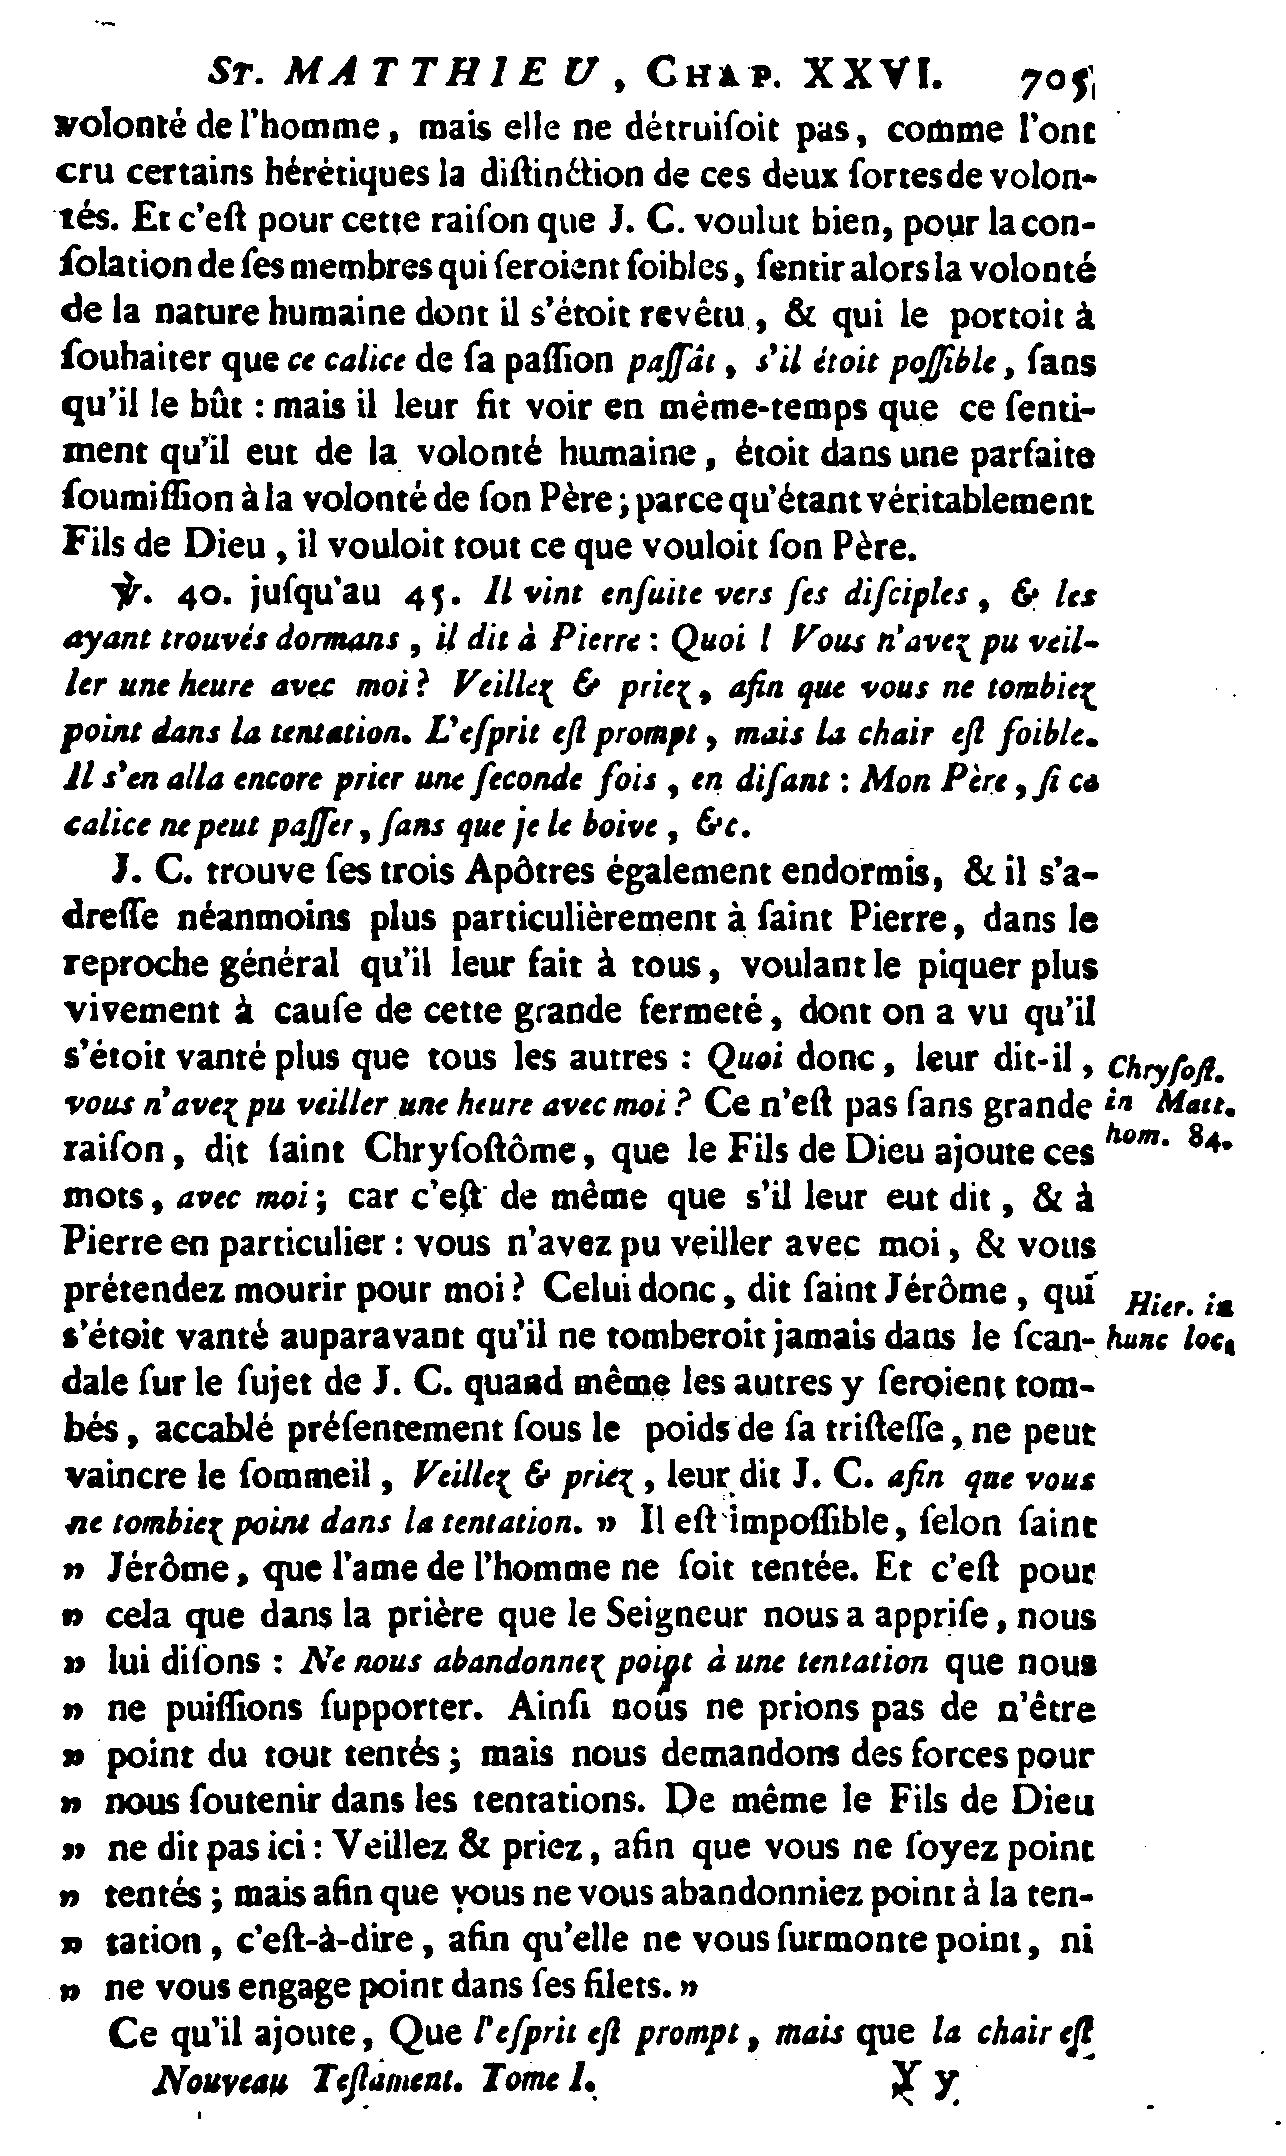 ST. MATTHIEU, CHAP. XXVI. 705
volonté de l'homme, mais elle ne détruiſoit pas, comme l'ont
cru certains hérétiques la diſtinction de ces deux ſortes de volon-
tés. Et c'eſt pour cette raiſon que J. C. voulut bien, pour la con-
ſolation de ſes membres qui ſeroient foibles, ſentir alors la volonté
de la nature humaine dont il s'étoit revêtu, & qui le portoit à
ſouhaiter que ce calice de ſa paſſion paſſât, s'il étoit poſſible, ſans
qu'il le bût : mais il leur fit voir en même-temps que ce ſenti-
ment qu'il eut de la volonté humaine, étoit dans une parfaite
ſoumiſſion à la volonté de ſon Père; parce qu'étant véritablement
Fils de Dieu, il vouloit tout ce que vouloit ſon Père.
℣. 40. juſqu'au 45. Il vint enſuite vers ſes diſciples, & les
ayant trouvés dormans, il dit à Pierre : Quoi ! Vous n'avez pu veil-
ler une heure avec moi ? Veillez & priez, afin que vous ne tombiez
point dans la tentation. L'eſprit eſt prompt, mais la chair eſt foible.
Il s'en alla encore prier une ſeconde fois, en diſant : Mon Père, ſi ce
calice ne peut paſſer, ſans que je le boive, &c.
J. C. trouve ſes trois Apôtres également endormis, & il s'a-
dreſſe néanmoins plus particulièrement à ſaint Pierre, dans le
reproche général qu'il leur fait à tous, voulant le piquer plus
vivement à cauſe de cette grande fermeté, dont on a vu qu'il
s'étoit vanté plus que tous les autres : Quoi donc, leur dit-il,
vous n'avez pu veiller une heure avec moi ? Ce n'eſt pas ſans grande
raiſon, dit ſaint Chryſoſtôme, que le Fils de Dieu ajoute ces
mots, avec moi ; car c'eſt de même que s'il leur eut dit, & à
Pierre en particulier : vous n'avez pu veiller avec moi, & vous
prétendez mourir pour moi ? Celui donc, dit ſaint Jérôme, qui
s'étoit vanté auparavant qu'il ne tomberoit jamais dans le ſcan-
dale ſur le ſujet de J. C. quand même les autres y ſeroient tom-
bés, accablé préſentement ſous le poids de ſa triſteſſe, ne peut
vaincre le ſommeil, Veillez & priez, leur dit J. C. afin que vous
ne tombiez point dans la tentation. » Il eſt impoſſible, ſelon ſaint
» Jérôme, que l'ame de l'homme ne ſoit tentée. Et c'eſt pour
» cela que dans la prière que le Seigneur nous a appriſe, nous
» lui diſons : Ne nous abandonnez point à une tentation que nous
» ne puiſſions ſupporter. Ainſi nous ne prions pas de n'être
» point du tout tentés ; mais nous demandons des forces pour
» nous ſoutenir dans les tentations. De même le Fils de Dieu
» ne dit pas ici : Veillez & priez, afin que vous ne ſoyez point
» tentés ; mais afin que vous ne vous abandonniez point à la ten-
» tation, c'eſt-à-dire, afin qu'elle ne vous ſurmonte point, ni
» ne vous engage point dans ſes filets. »
Ce qu'il ajoute, Que l'eſprit eſt prompt, mais que la chair eſt
Nouveau Teſtament. Tome I. Y y
Chryſoſt.
in Matt.
hom. 84.
Hier. in
hunc loc.